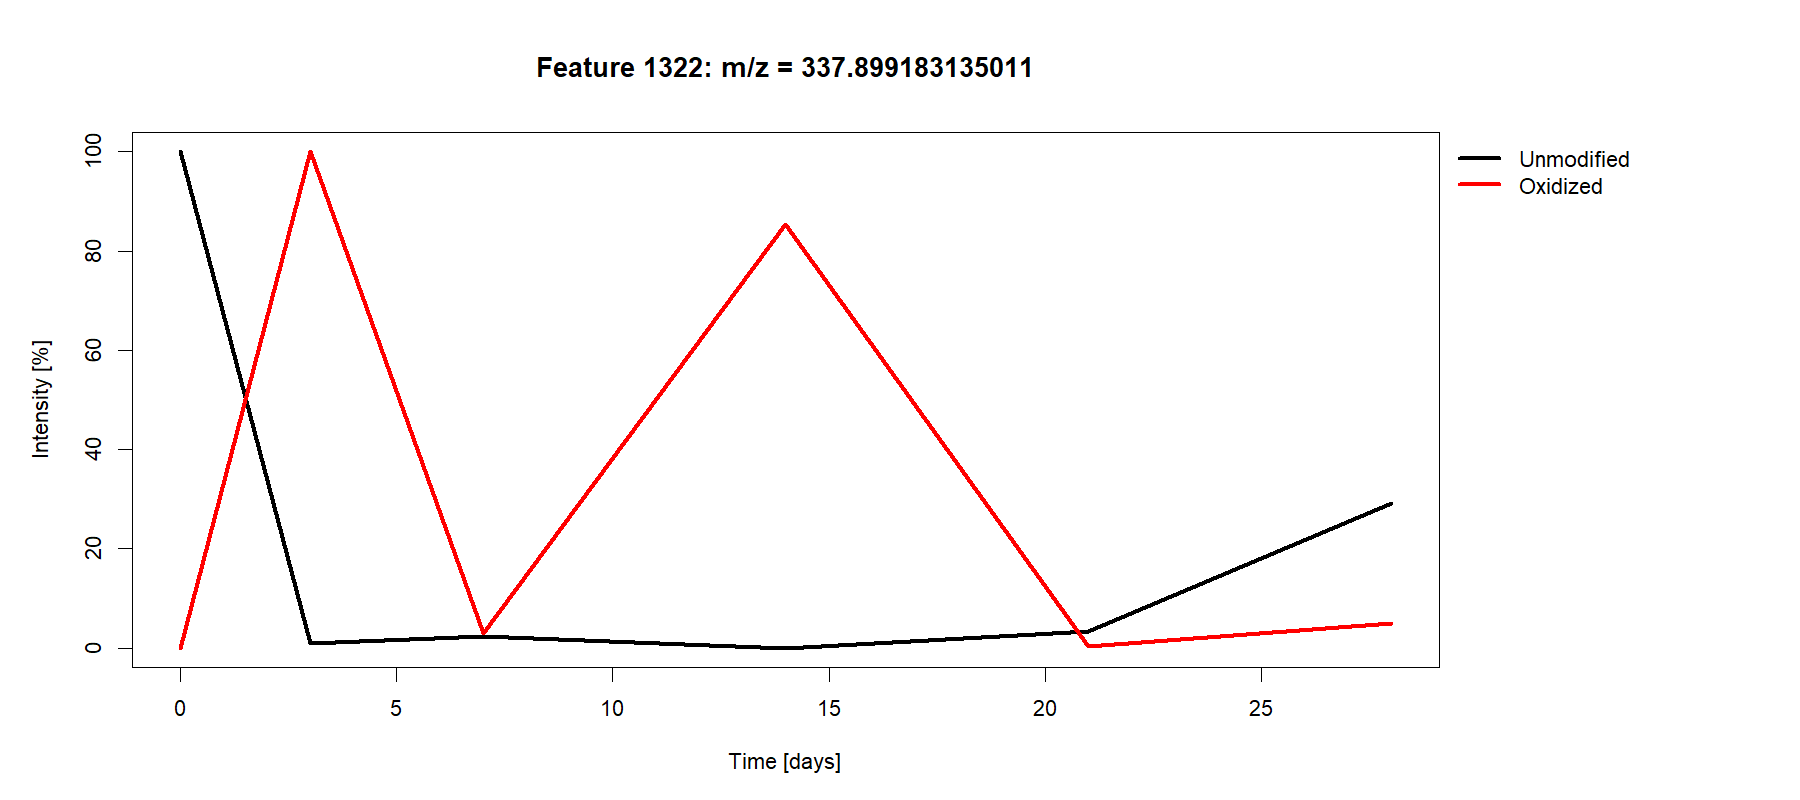 Feature 1322: m/z = 337.899183135011
Unmodified
Oxidized
100
80
60
40
20
0
Intensity [%]
0 5 10 15 20 25
Time [days]